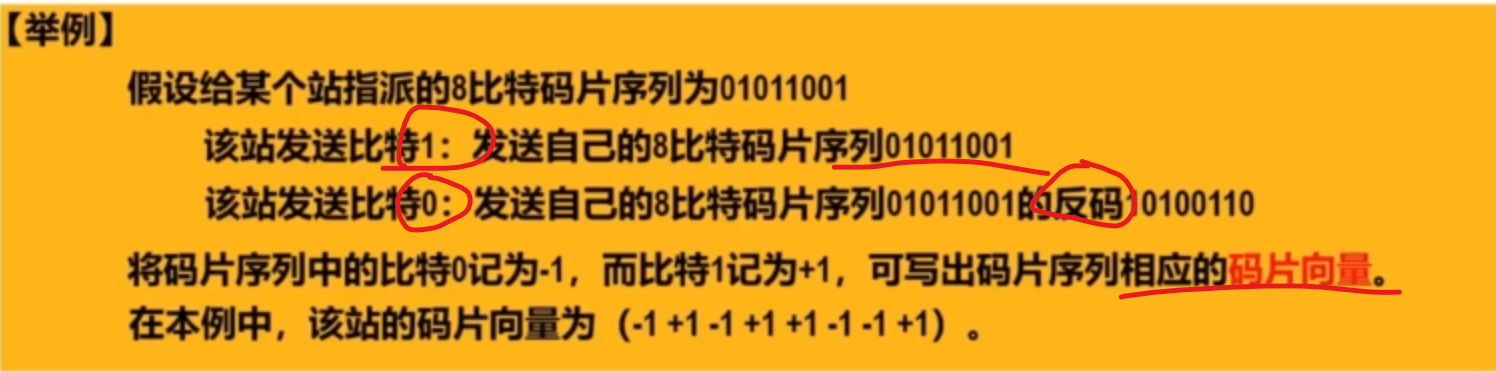 【举例】
假设给某个站指派的8比特码片序列为01011001
该站发送比特1：发送自己的8比特码片序列01011001
该站发送比特0：发送自己的8比特码片序列01011001的反码10100110
将码片序列中的比特0记为-1，而比特1记为+1，可写出码片序列相应的码片向量。
在本例中，该站的码片向量为（-1 +1 -1 +1 +1 -1 -1 +1）。